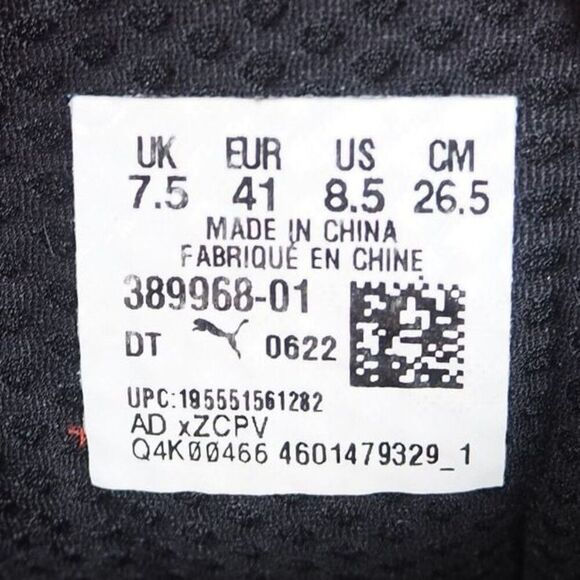 UK EUR US CM
7.5 41 8.5 26.5
MADE IN CHINA
FABRIQUÉ EN CHINE
389968-01
DT 0622
UPC:195551561282
AD xZCPV
Q4K00466 4601479329_1